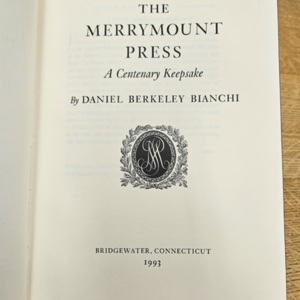 THE
MERRYMOUNT
PRESS
A Centenary Keepsake
By DANIEL BERKELEY BIANCHI
BRIDGEWATER, CONNECTICUT
1993